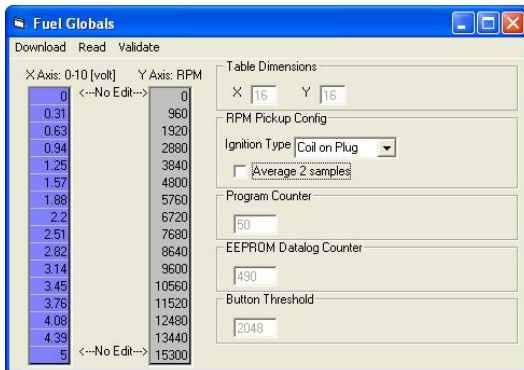 Fuel Globals
Download Read Validate
X Axis: 0-10 [volt] Y Axis: RPM
0 <---No Edit---> 0
0.31 960
0.63 1920
0.94 2880
1.25 3840
1.57 4800
1.88 5760
2.2 6720
2.51 7680
2.82 8640
3.14 9600
3.45 10560
3.76 11520
4.08 12480
4.39 13440
5 <---No Edit---> 15300
Table Dimensions
X 16 Y 16
RPM Pickup Config
Ignition Type Coil on Plug
Average 2 samples
Program Counter
50
EEPROM Datalog Counter
490
Button Threshold
2048